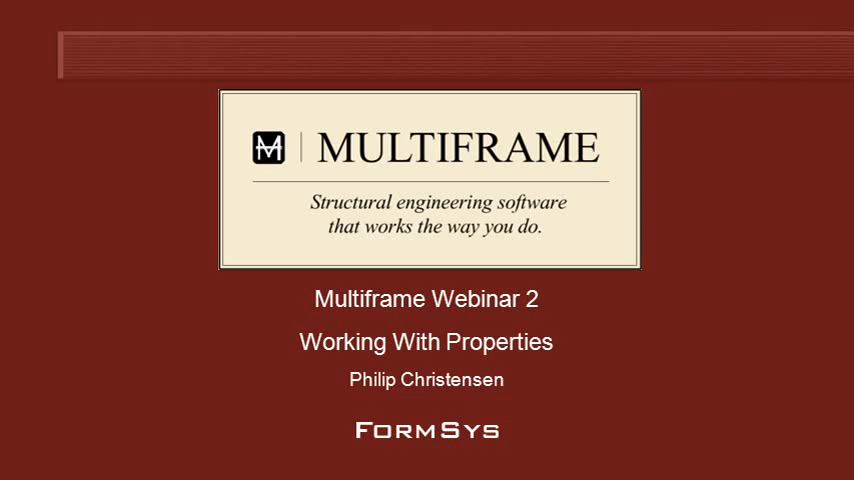 M | MULTIFRAME
Structural engineering software
that works the way you do.
Multiframe Webinar 2
Working With Properties
Philip Christensen
FORMSYS